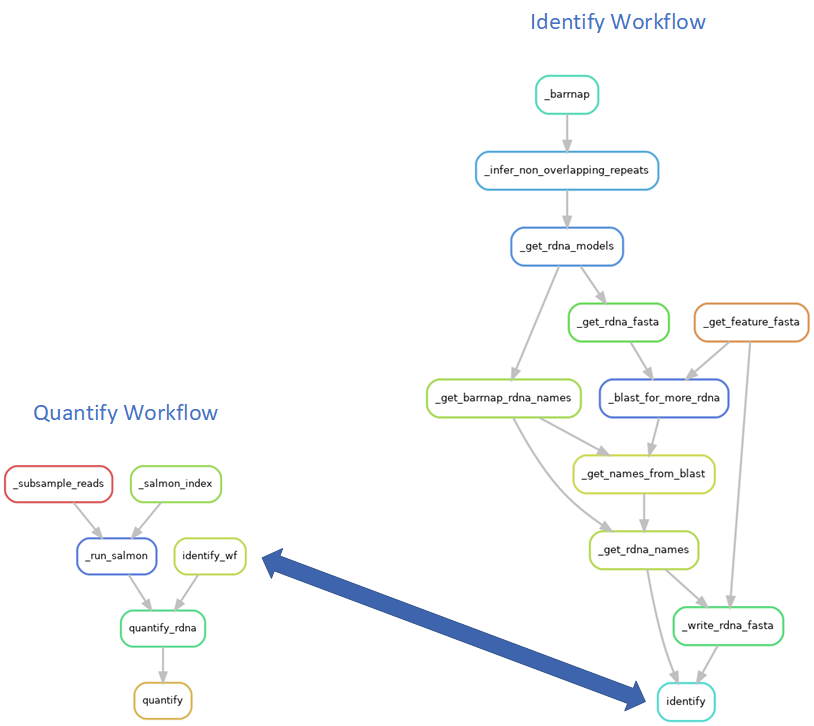 Identify Workflow
_barrnap
_infer_non_overlapping_repeats
_get_rdna_models
_get_rdna_fasta
_get_feature_fasta
_get_barrnap_rdna_names
_blast_for_more_rdna
_get_names_from_blast
_get_rdna_names
_write_rdna_fasta
identify
Quantify Workflow
_subsample_reads
_salmon_index
_run_salmon
identify_wf
quantify_rdna
quantify